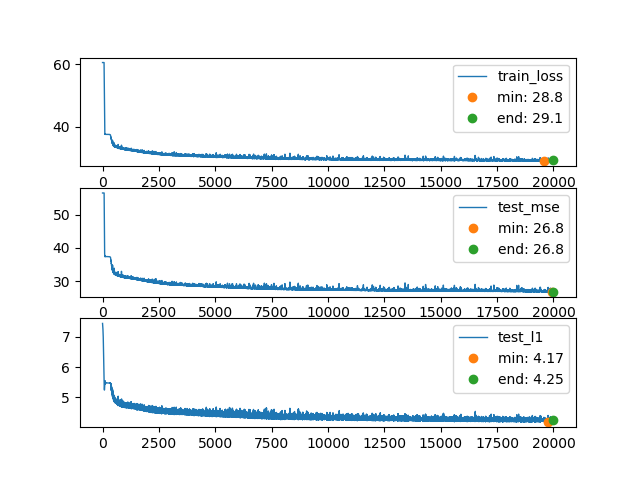 60
40
train_loss
min: 28.8
end: 29.1
0 2500 5000 7500 10000 12500 15000 17500 20000
50
40
30
test_mse
min: 26.8
end: 26.8
0 2500 5000 7500 10000 12500 15000 17500 20000
7
6
5
test_l1
min: 4.17
end: 4.25
0 2500 5000 7500 10000 12500 15000 17500 20000